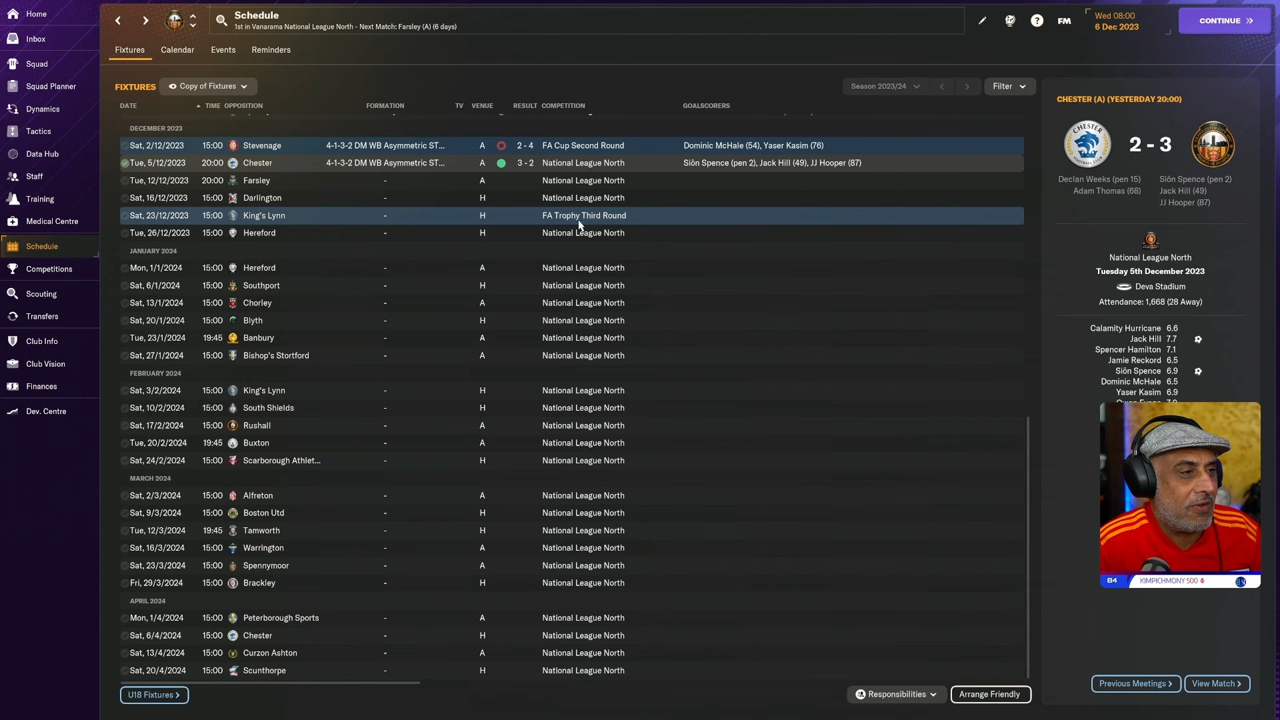 Home
Inbox
Squad
Squad Planner
Dynamics
Tactics
Data Hub
Staff
Training
Medical Centre
Schedule
Competitions
Scouting
Transfers
Club Info
Club Vision
Finances
Dev. Centre
Schedule
1st in Vanarama National League North - Next Match: Farsley (A) (6 days)
FM
Wed 08:00
6 Dec 2023
CONTINUE
Fixtures Calendar Events Reminders
FIXTURES Copy of Fixtures Season 2023/24 Filter
DATE TIME OPPOSITION FORMATION TV VENUE RESULT COMPETITION GOALSCORERS
DECEMBER 2023
Sat, 2/12/2023 15:00 Stevenage 4-1-3-2 DM WB Asymmetric ST... A 2 - 4 FA Cup Second Round Dominic McHale (54), Yaser Kasim (76)
Tue, 5/12/2023 20:00 Chester 4-1-3-2 DM WB Asymmetric ST... A 3 - 2 National League North Siôn Spence (pen 2), Jack Hill (49), JJ Hooper (87)
Tue, 12/12/2023 20:00 Farsley - A National League North
Sat, 16/12/2023 15:00 Darlington - H National League North
Sat, 23/12/2023 15:00 King's Lynn - H FA Trophy Third Round
Tue, 26/12/2023 15:00 Hereford - H National League North
JANUARY 2024
Mon, 1/1/2024 15:00 Hereford - A National League North
Sat, 6/1/2024 15:00 Southport - H National League North
Sat, 13/1/2024 15:00 Chorley - A National League North
Sat, 20/1/2024 15:00 Blyth - H National League North
Tue, 23/1/2024 19:45 Banbury - A National League North
Sat, 27/1/2024 15:00 Bishop's Stortford - A National League North
FEBRUARY 2024
Sat, 3/2/2024 15:00 King's Lynn - H National League North
Sat, 10/2/2024 15:00 South Shields - H National League North
Sat, 17/2/2024 15:00 Rushall - A National League North
Tue, 20/2/2024 19:45 Buxton - A National League North
Sat, 24/2/2024 15:00 Scarborough Athlet... - H National League North
MARCH 2024
Sat, 2/3/2024 15:00 Alfreton - A National League North
Sat, 9/3/2024 15:00 Boston Utd - H National League North
Tue, 12/3/2024 19:45 Tamworth - H National League North
Sat, 16/3/2024 15:00 Warrington - A National League North
Sat, 23/3/2024 15:00 Spennymoor - A National League North
Fri, 29/3/2024 15:00 Brackley - H National League North
APRIL 2024
Mon, 1/4/2024 15:00 Peterborough Sports - A National League North
Sat, 6/4/2024 15:00 Chester - H National League North
Sat, 13/4/2024 15:00 Curzon Ashton - A National League North
Sat, 20/4/2024 15:00 Scunthorpe - H National League North
U18 Fixtures Responsibilities Arrange Friendly
CHESTER (A) (YESTERDAY 20:00)
CHESTER
2 - 3
Declan Weeks (pen 15) Siôn Spence (pen 2)
Adam Thomas (68) Jack Hill (49)
JJ Hooper (87)
National League North
Tuesday 5th December 2023
Deva Stadium
Attendance: 1,668 (28 Away)
Calamity Hurricane 6.6
Jack Hill 7.7
Spencer Hamilton 7.1
Jamie Reckord 6.5
Siôn Spence 6.9
Dominic McHale 6.5
Yaser Kasim 6.9
KIMPICHMONY 500
Previous Meetings View Match